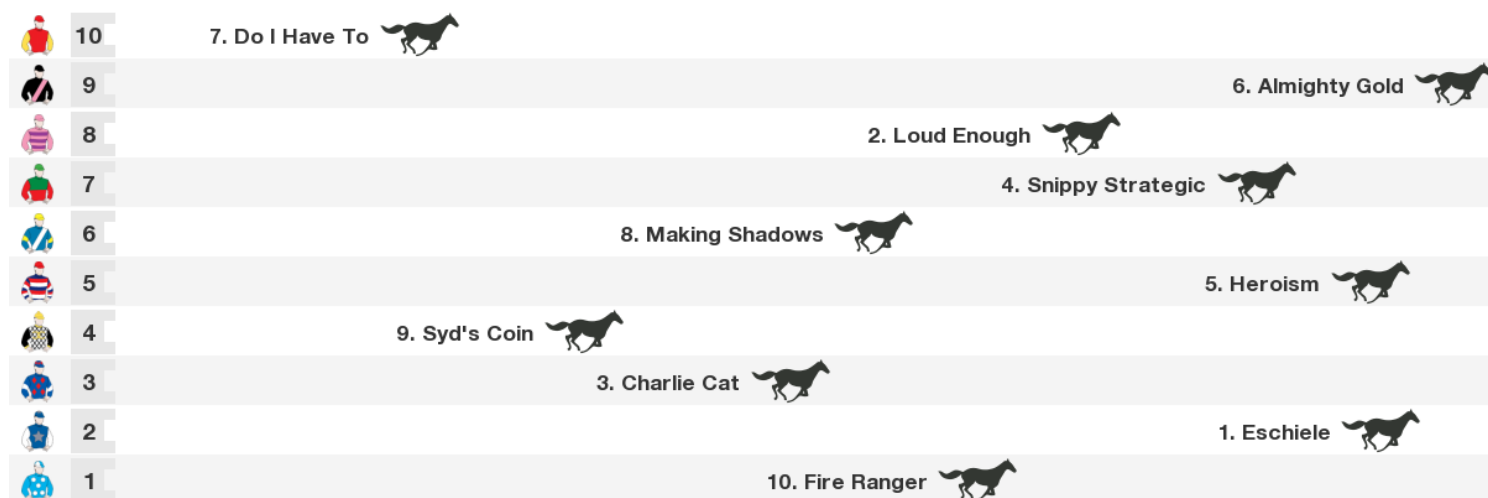 10 7. Do I Have To
9 6. Almighty Gold
8 2. Loud Enough
7 4. Snippy Strategic
6 8. Making Shadows
5 5. Heroism
4 9. Syd's Coin
3 3. Charlie Cat
2 1. Eschiele
1 10. Fire Ranger